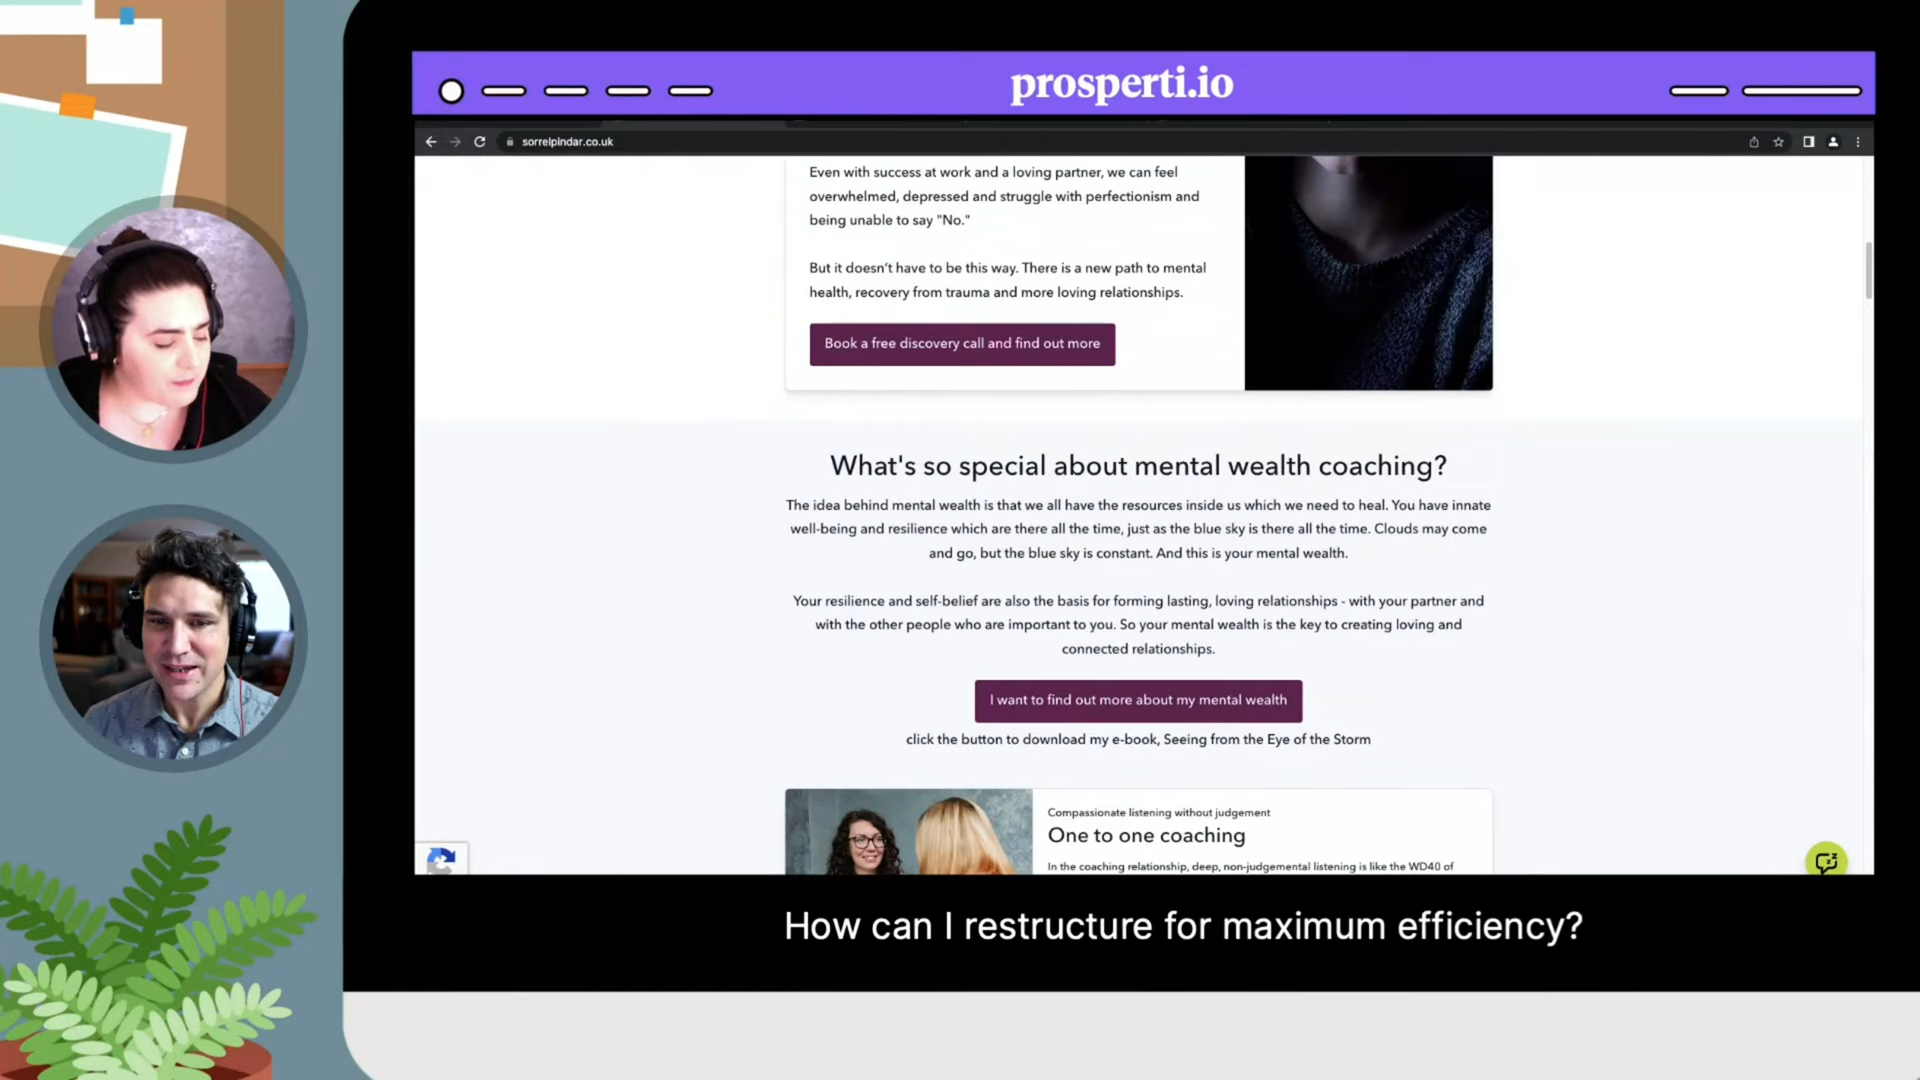 prosperti.io
sorrelpindar.co.uk
Even with success at work and a loving partner, we can feel
overwhelmed, depressed and struggle with perfectionism and
being unable to say "No."
But it doesn't have to be this way. There is a new path to mental
health, recovery from trauma and more loving relationships.
Book a free discovery call and find out more
What's so special about mental wealth coaching?
The idea behind mental wealth is that we all have the resources inside us which we need to heal. You have innate
well-being and resilience which are there all the time, just as the blue sky is there all the time. Clouds may come
and go, but the blue sky is constant. And this is your mental wealth.
Your resilience and self-belief are also the basis for forming lasting, loving relationships - with your partner and
with the other people who are important to you. So your mental wealth is the key to creating loving and
connected relationships.
I want to find out more about my mental wealth
click the button to download my e-book, Seeing from the Eye of the Storm
Compassionate listening without judgement
One to one coaching
In the coaching relationship, deep, non-judgemental listening is like the WD40 of
How can I restructure for maximum efficiency?